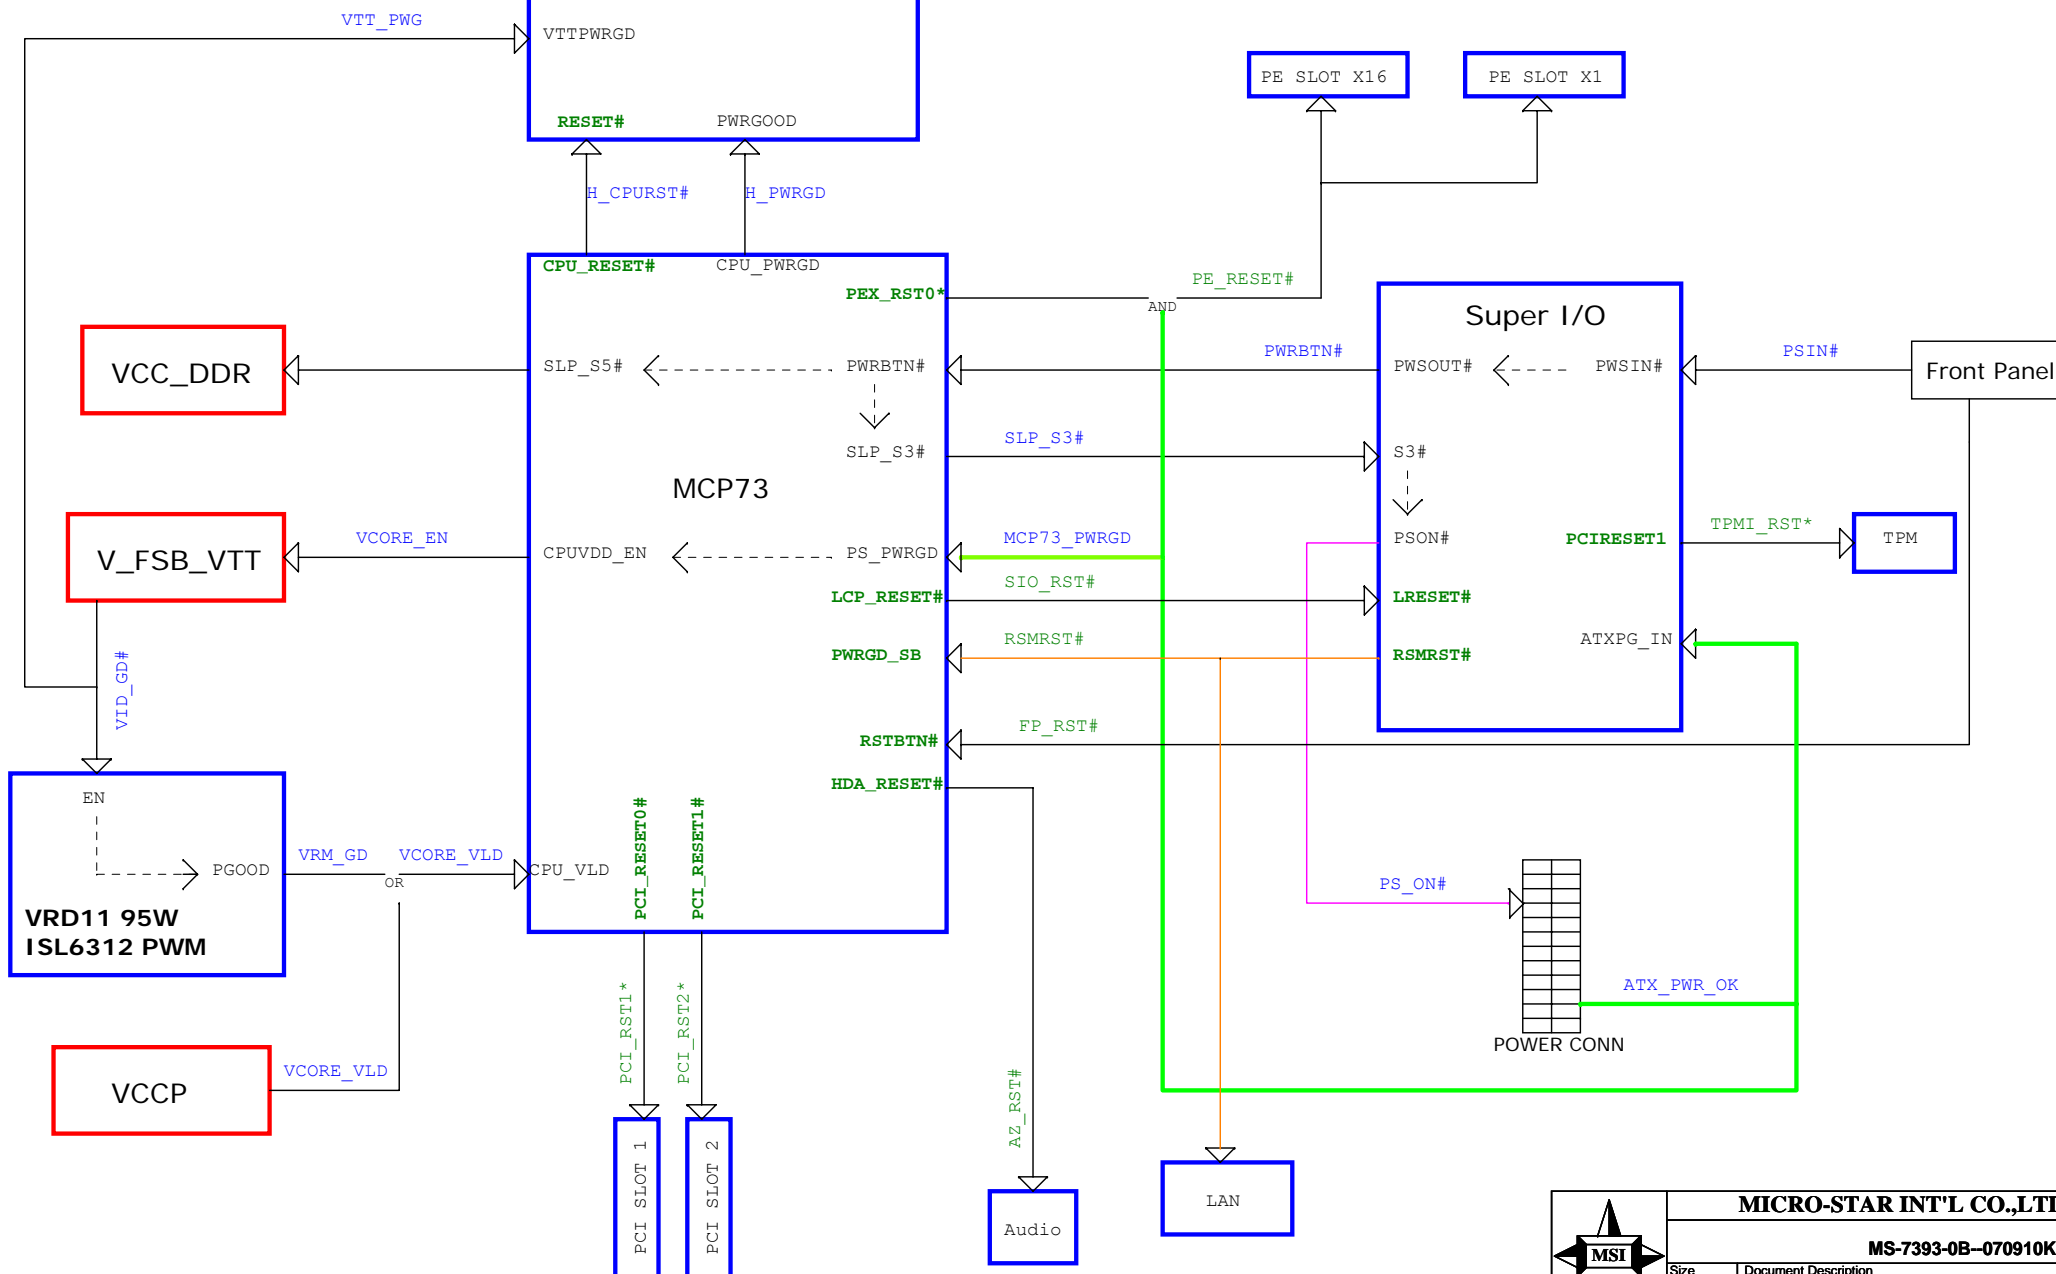 VTT_PWG
VTTPWRGD
PE SLOT X16
PE SLOT X1
RESET#
PWRGOOD
H_CPURST#
H_PWRGD
CPU_RESET#
CPU_PWRGD
PEX_RST0*
PE_RESET#
AND
Super I/O
VCC_DDR
SLP_S5#
PWRBTN#
PWRBTN#
PWSOUT#
PWSIN#
PSIN#
Front Panel
SLP_S3#
SLP_S3#
S3#
MCP73
V_FSB_VTT
VCORE_EN
CPUVDD_EN
PS_PWRGD
MCP73_PWRGD
PSON#
PCIRESET1
TPMI_RST*
TPM
LCP_RESET#
SIO_RST#
LRESET#
PWRGD_SB
RSMRST#
RSMRST#
ATXPG_IN
VID_GD#
RSTBTN#
FP_RST#
HDA_RESET#
EN
PCI_RESET0#
PCI_RESET1#
PGOOD
VRM_GD
OR
VCORE_VLD
CPU_VLD
VRD11 95W
ISL6312 PWM
PS_ON#
ATX_PWR_OK
POWER CONN
PCI_RST1*
PCI_RST2*
VCCP
VCORE_VLD
AZ_RST#
PCI SLOT 1
PCI SLOT 2
Audio
LAN
MSI
MICRO-STAR INT'L CO.,LT
MS-7393-0B--070910K
Size
Document Description